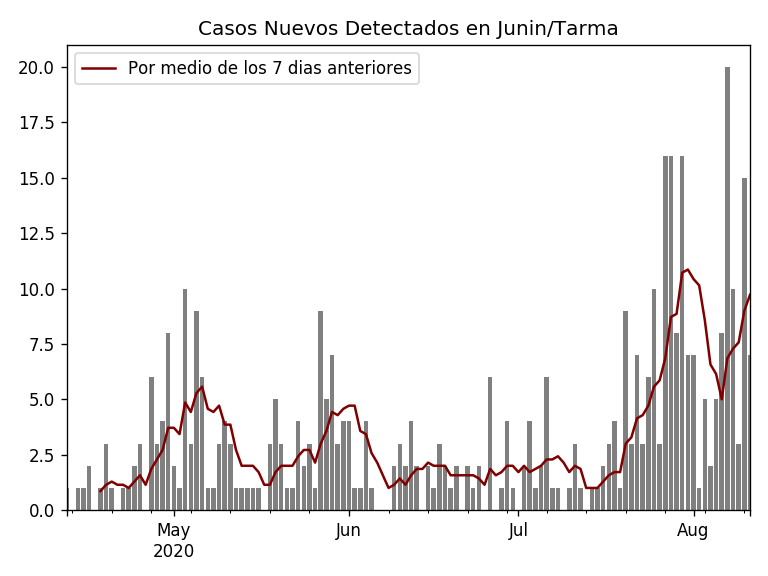 Casos Nuevos Detectados en Junin/Tarma
Por medio de los 7 dias anteriores
20.0
17.5
15.0
12.5
10.0
7.5
5.0
2.5
0.0
May
2020
Jun
Jul
Aug